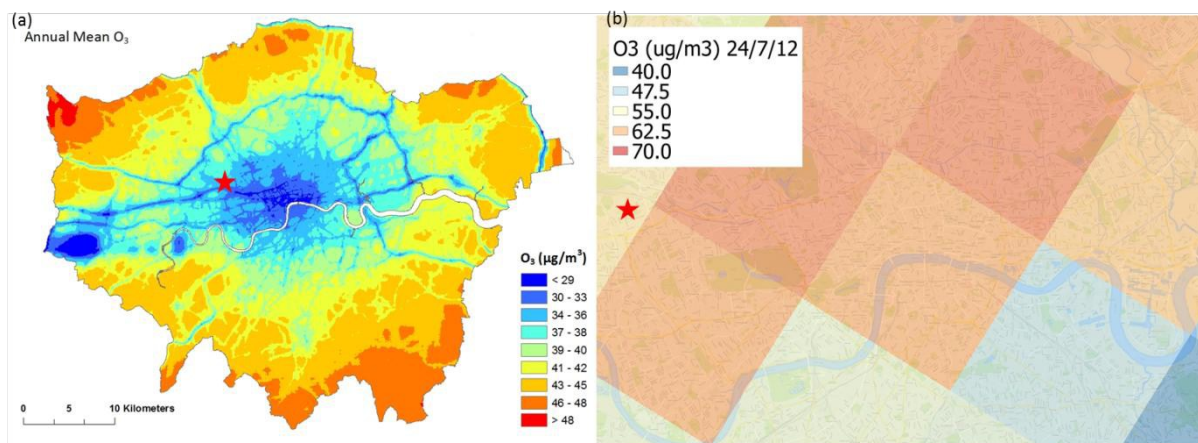 (a)
Annual Mean O₃
O₃ (µg/m³)
< 29
30 - 33
34 - 36
37 - 38
39 - 40
41 - 42
43 - 45
46 - 48
> 48
0 5 10 Kilometers
(b)
O3 (ug/m3) 24/7/12
40.0
47.5
55.0
62.5
70.0